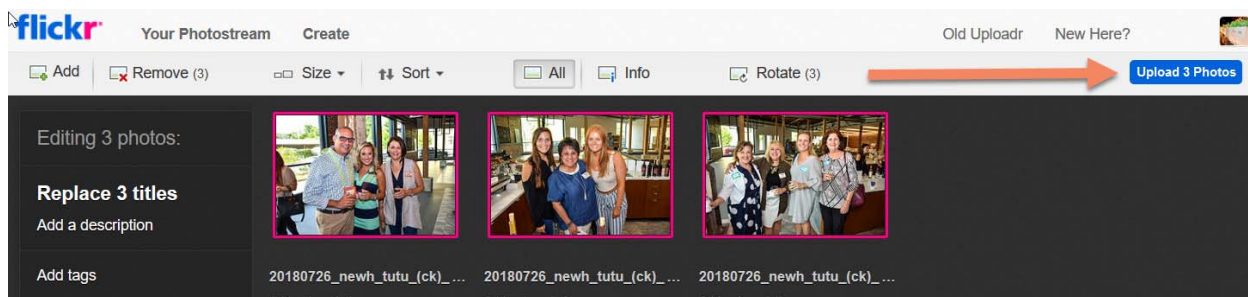 flickr Your Photostream Create Old Uploadr New Here?
Add Remove (3) Size Sort All Info Rotate (3) Upload 3 Photos
Editing 3 photos:
Replace 3 titles
Add a description
Add tags
20180726_newh_tutu_(ck)_ ... 20180726_newh_tutu_(ck)_ ... 20180726_newh_tutu_(ck)_ ...